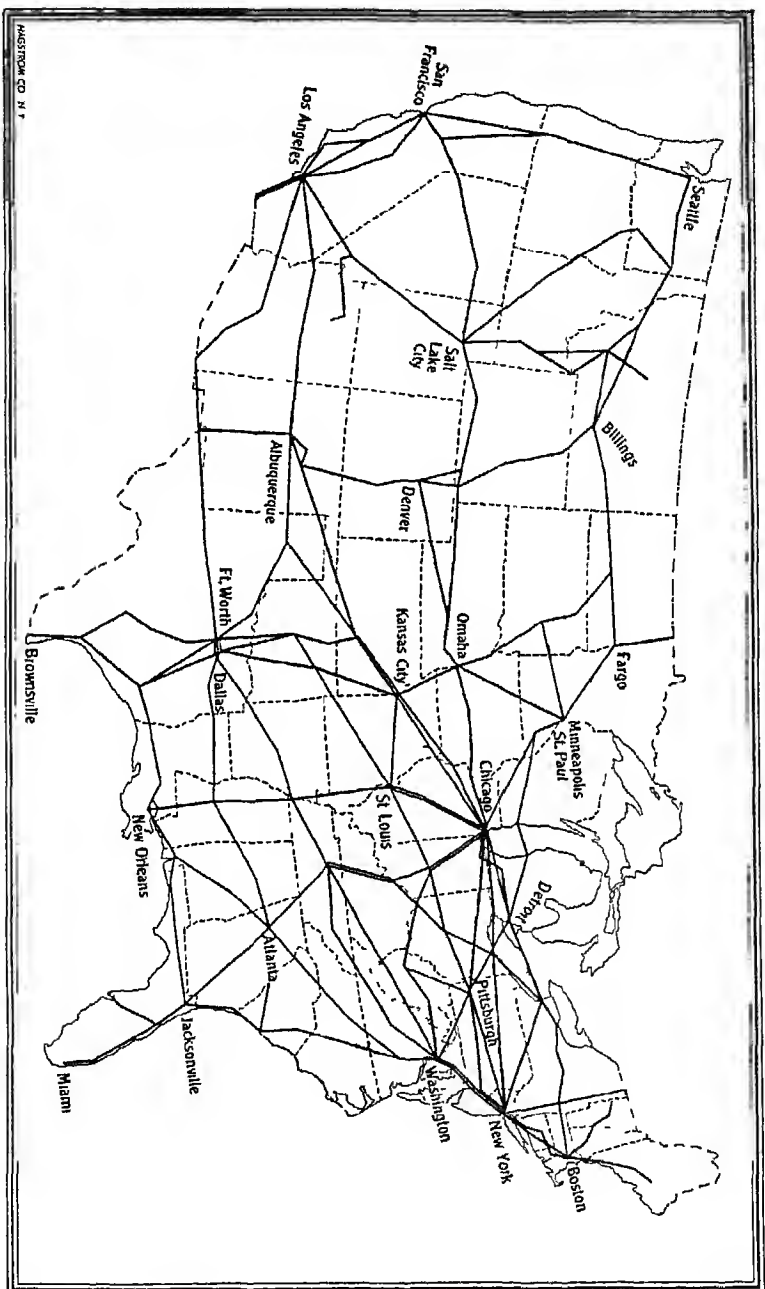 Seattle
San
Francisco
Los Angeles
Salt
Lake
City
Billings
Albuquerque
Denver
Fargo
Minneapolis
St. Paul
Omaha
Kansas City
Ft. Worth
Dallas
Brownsville
Chicago
St Louis
New Orleans
Detroit
Pittsburgh
Atlanta
Jacksonville
Miami
Washington
New York
Boston
HAGSTROM CO N Y